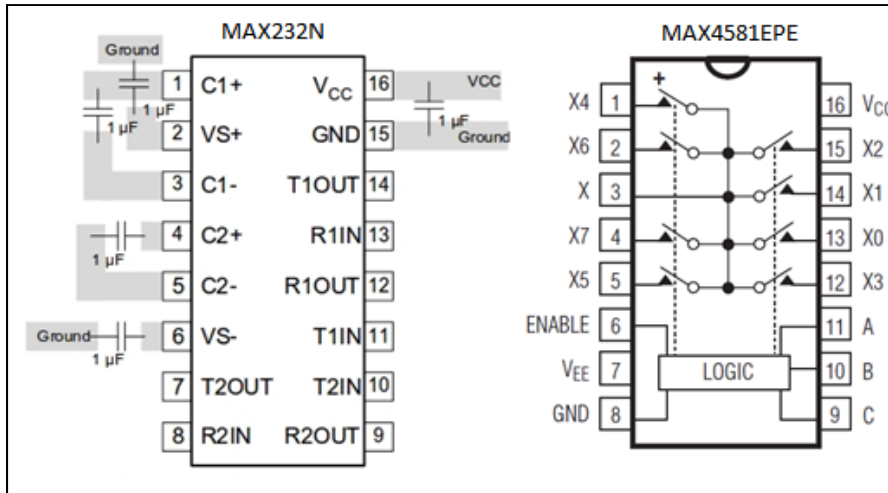 MAX232N
Ground
1 C1+
1 µF
1 µF
2 VS+
3 C1-
4 C2+
1 µF
5 C2-
Ground
6 VS-
1 µF
7 T2OUT
8 R2IN
VCC 16
VCC
GND 15
1 µF
Ground
T1OUT 14
R1IN 13
R1OUT 12
T1IN 11
T2IN 10
R2OUT 9
MAX4581EPE
+
X4 1
X6 2
X 3
X7 4
X5 5
ENABLE 6
VEE 7
GND 8
LOGIC
16 VCC
15 X2
14 X1
13 X0
12 X3
11 A
10 B
9 C